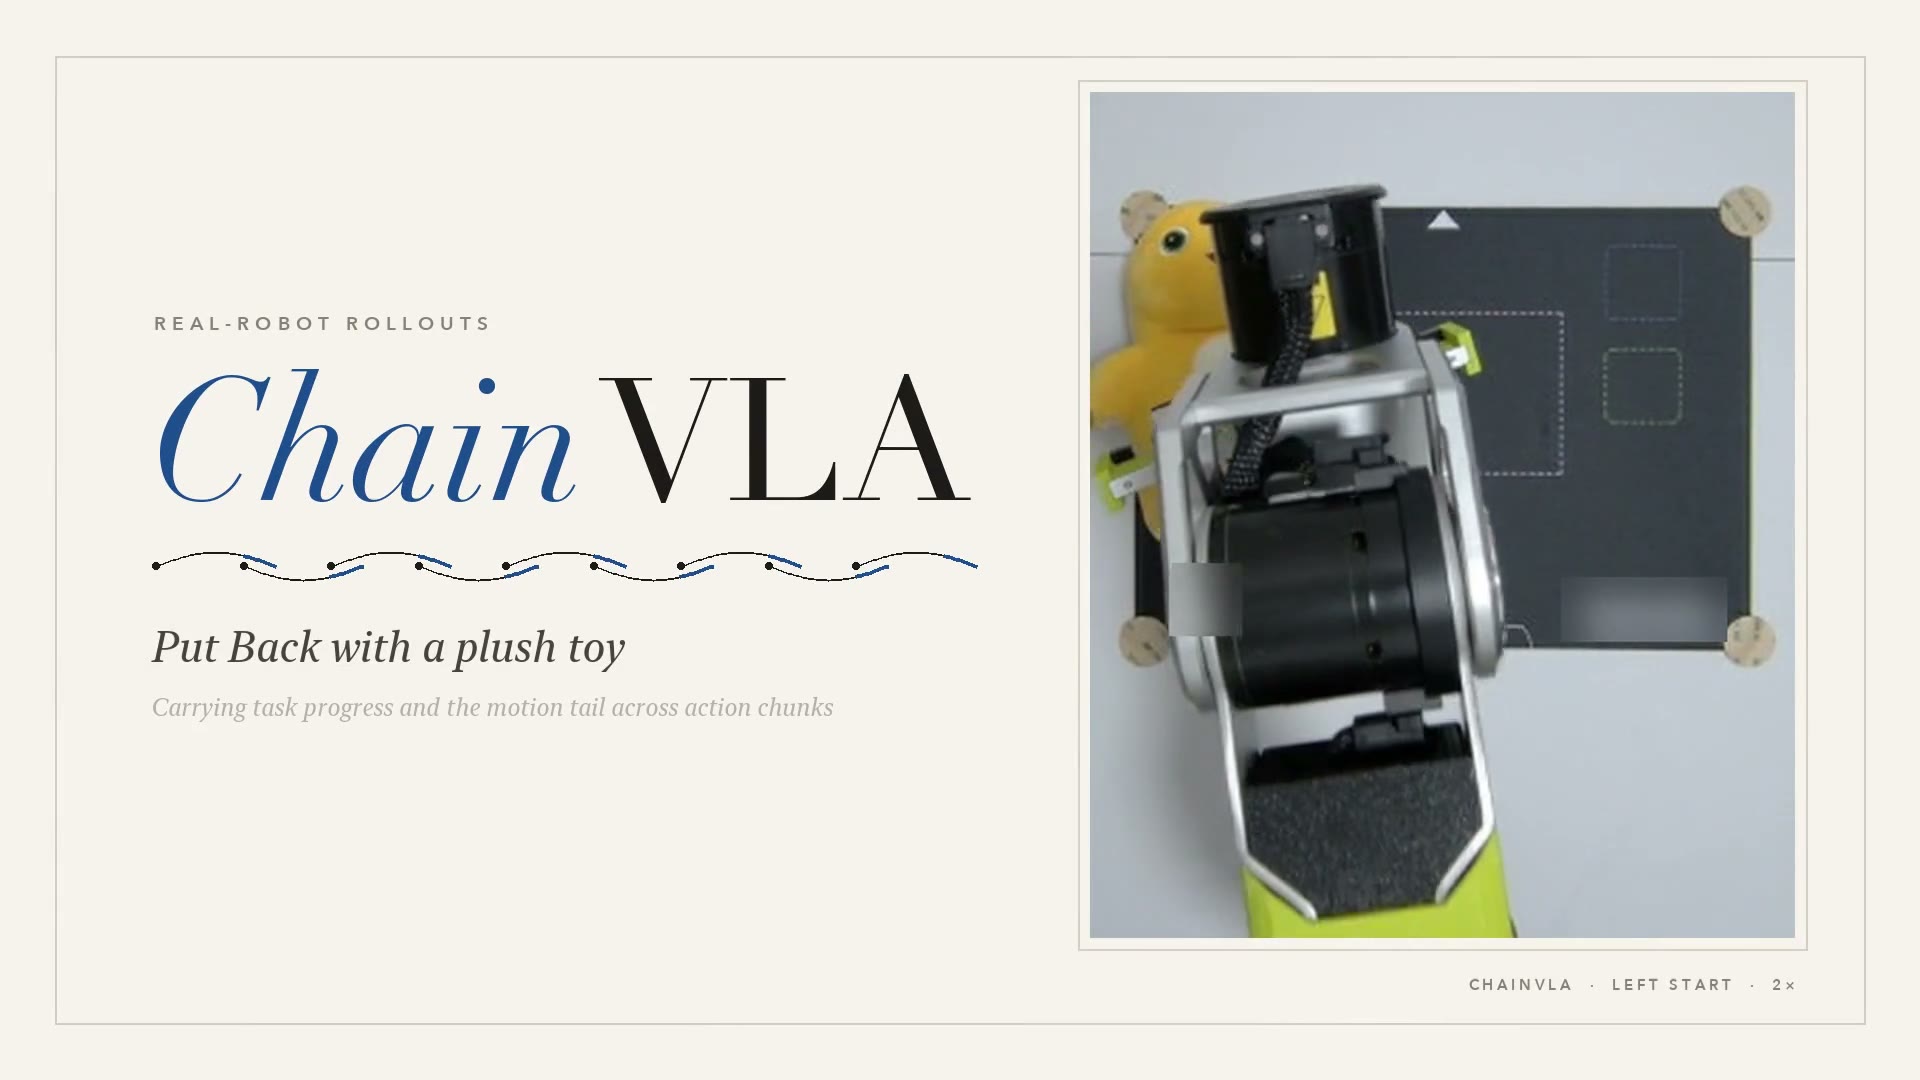 REAL-ROBOT ROLLOUTS
Chain VLA
Put Back with a plush toy
Carrying task progress and the motion tail across action chunks
CHAINVLA · LEFT START · 2×